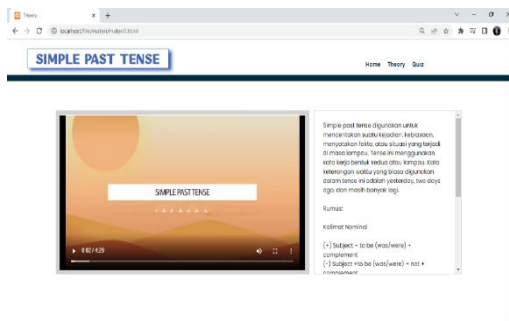 Theory
localhost/
SIMPLE PAST TENSE
Home Theory Quiz
SIMPLE PAST TENSE
0:02 / 4:29
Simple past tense digunakan untuk
menceritakan suatu kejadian, kebiasaan,
menyatakan fakta, atau situasi yang terjadi
di masa lampau. Tense ini menggunakan
kata kerja bentuk kedua atau lampau. Kata
keterangan waktu yang biasa digunakan
dalam tense ini adalah yesterday, two days
ago, dan masih banyak lagi.
Rumus:
Kalimat Nominal
(+) Subject + to be (was/were) +
complement
(-) Subject +to be (was/were) + Not +
complement